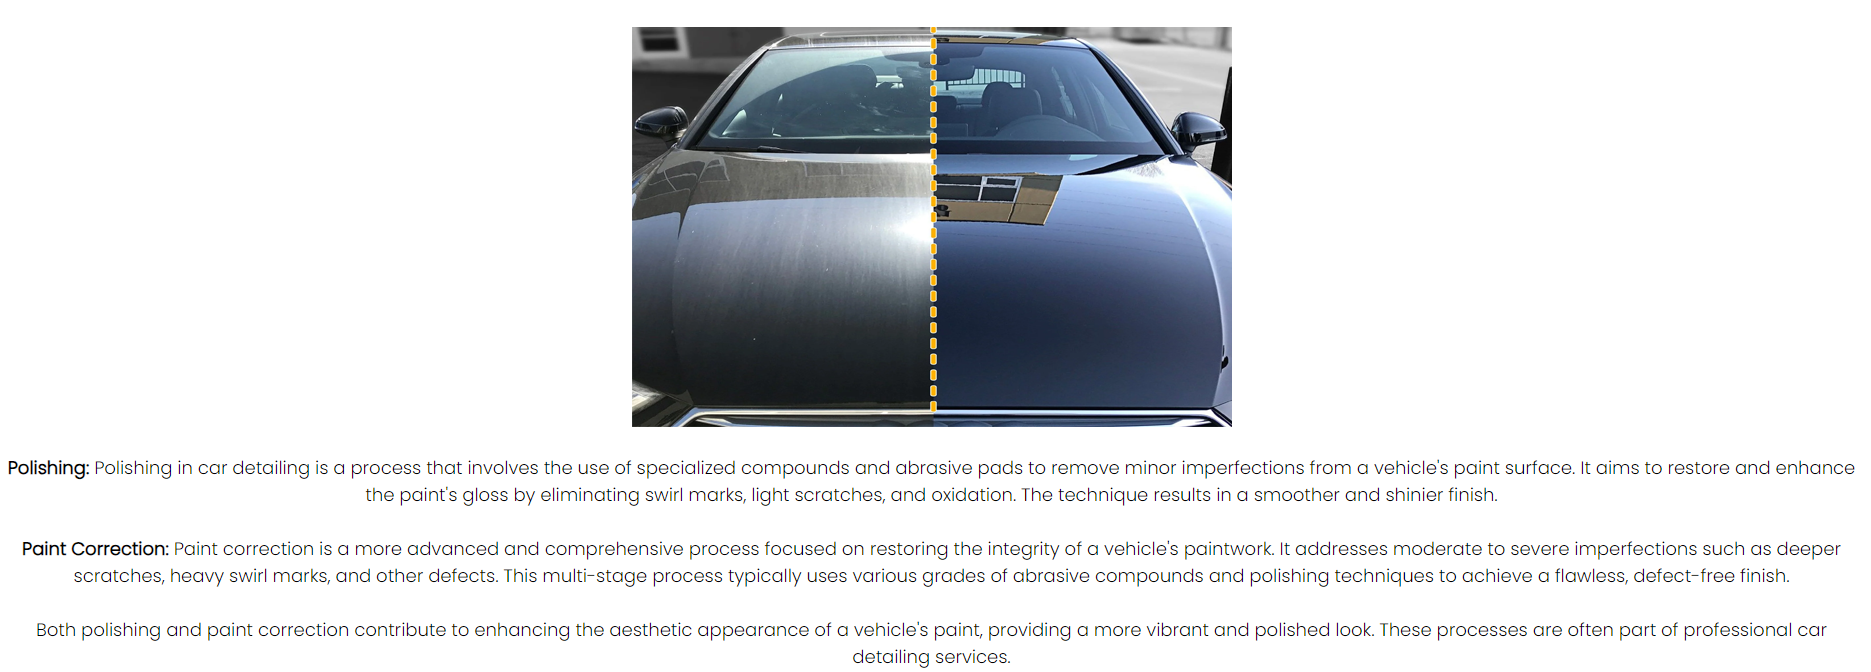 Polishing: Polishing in car detailing is a process that involves the use of specialized compounds and abrasive pads to remove minor imperfections from a vehicle's paint surface. It aims to restore and enhance
the paint's gloss by eliminating swirl marks, light scratches, and oxidation. The technique results in a smoother and shinier finish.
Paint Correction: Paint correction is a more advanced and comprehensive process focused on restoring the integrity of a vehicle's paintwork. It addresses moderate to severe imperfections such as deeper
scratches, heavy swirl marks, and other defects. This multi-stage process typically uses various grades of abrasive compounds and polishing techniques to achieve a flawless, defect-free finish.
Both polishing and paint correction contribute to enhancing the aesthetic appearance of a vehicle's paint, providing a more vibrant and polished look. These processes are often part of professional car
detailing services.